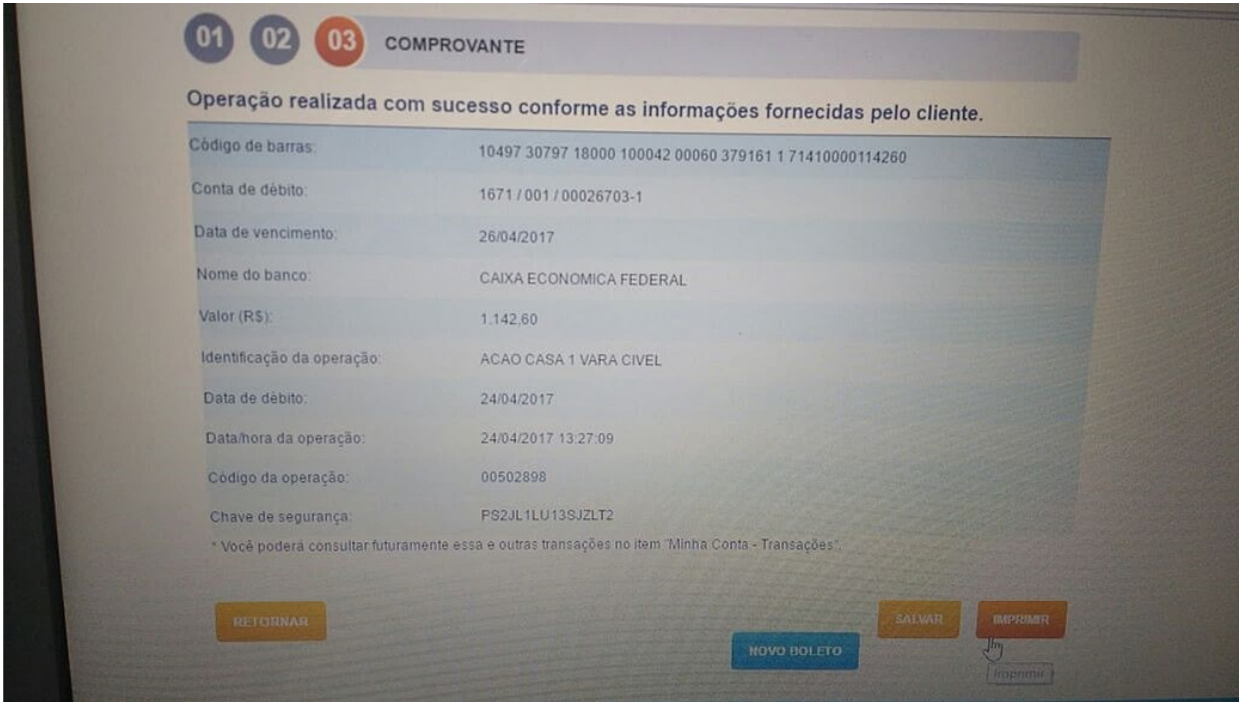 01 02 03 COMPROVANTE
Operação realizada com sucesso conforme as informações fornecidas pelo cliente.
Código de barras: 10497 30797 18000 100042 00060 379161 1 71410000114260
Conta de débito: 1671 / 001 / 00026703-1
Data de vencimento: 26/04/2017
Nome do banco: CAIXA ECONOMICA FEDERAL
Valor (R$): 1.142,60
Identificação da operação: ACAO CASA 1 VARA CIVEL
Data de débito: 24/04/2017
Data/hora da operação: 24/04/2017 13:27:09
Código da operação: 00502898
Chave de segurança: PS2JL1LU13SJZLT2
* Você poderá consultar futuramente essa e outras transações no item "Minha Conta - Transações".
RETORNAR SALVAR IMPRIMIR
NOVO BOLETO
Imprimir